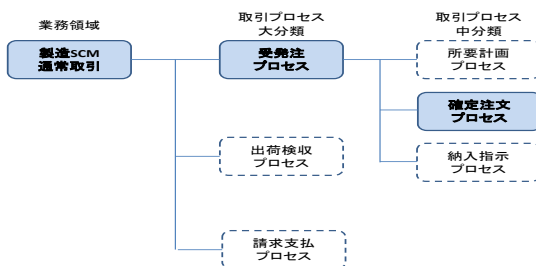 業務領域
取引プロセス
大分類
取引プロセス
中分類
製造SCM
通常取引
受発注
プロセス
所要計画
プロセス
確定注文
プロセス
出荷検収
プロセス
納入指示
プロセス
請求支払
プロセス